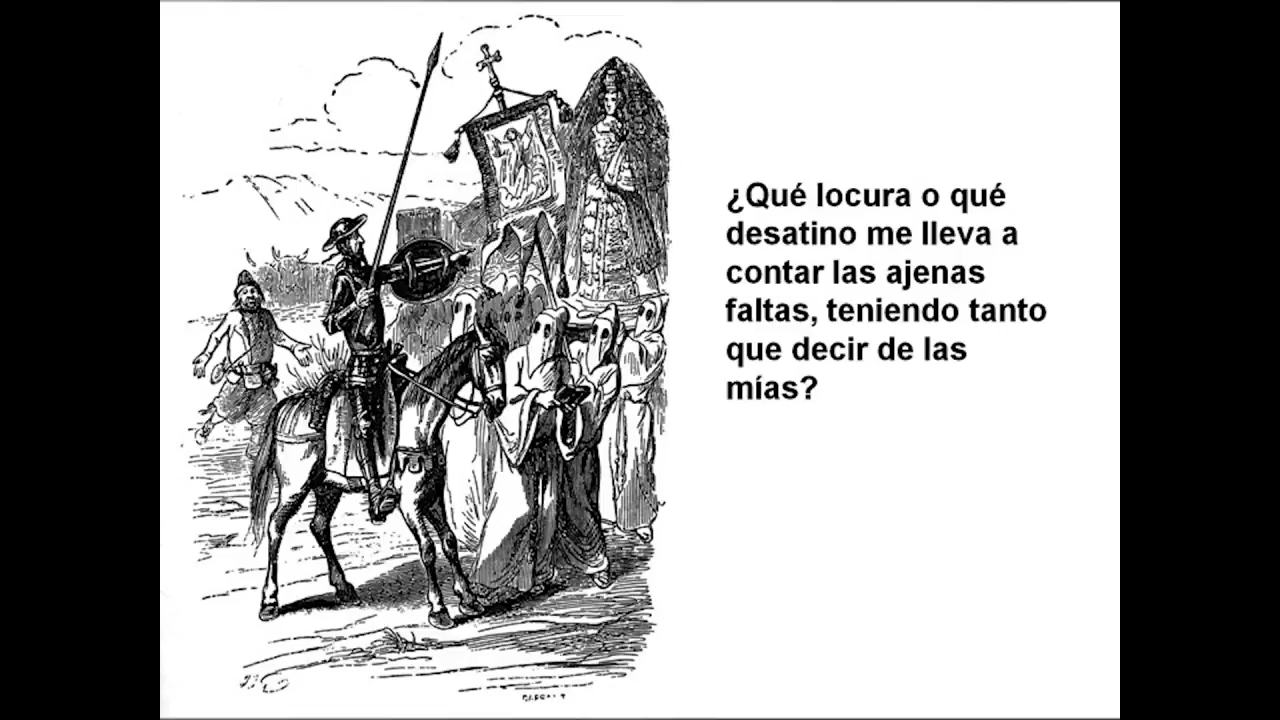 ¿Qué locura o qué
desatino me lleva a
contar las ajenas
faltas, teniendo tanto
que decir de las
mías?